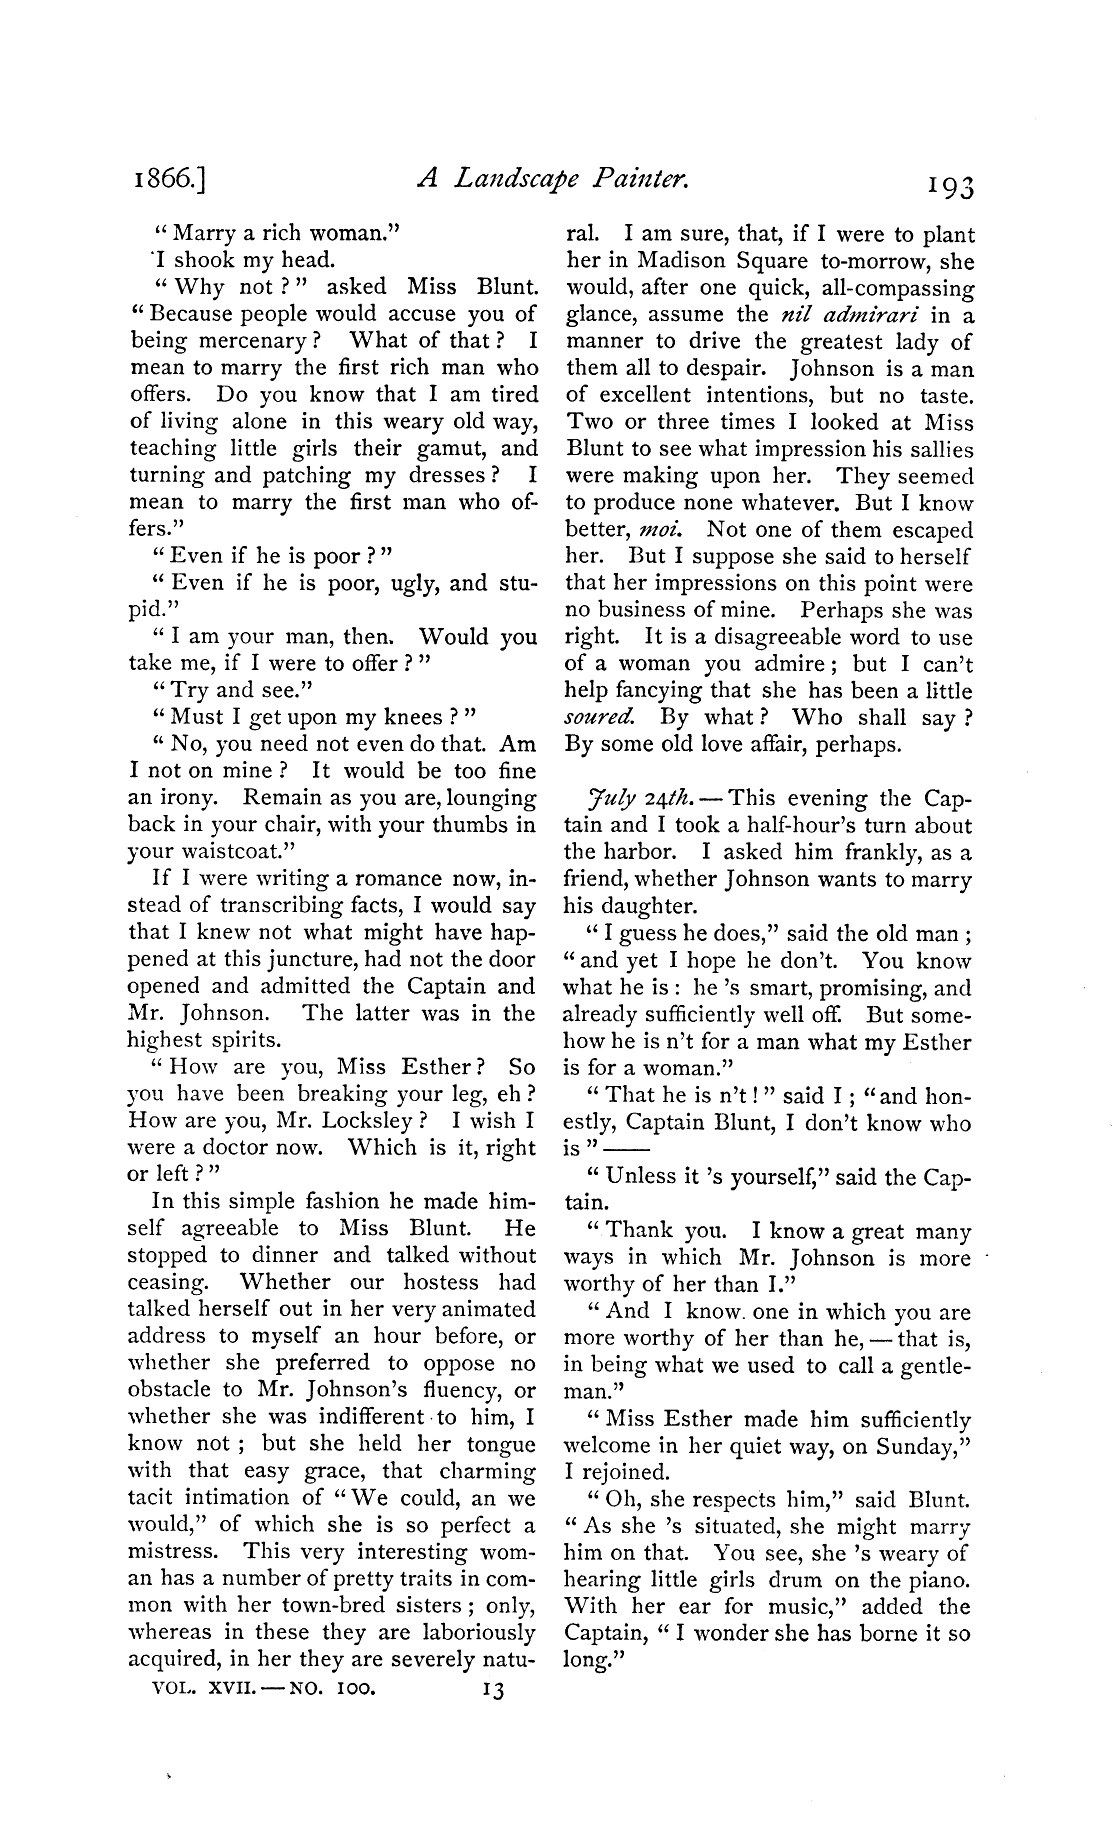 1866.] A Landscape Painter. 193
“ Marry a rich woman.”
I shook my head.
“ Why not ? ” asked Miss Blunt.
“ Because people would accuse you of
being mercenary ? What of that ? I
mean to marry the first rich man who
offers. Do you know that I am tired
of living alone in this weary old way,
teaching little girls their gamut, and
turning and patching my dresses ? I
mean to marry the first man who of-
fers.”
“ Even if he is poor ? ”
“ Even if he is poor, ugly, and stu-
pid.”
“ I am your man, then. Would you
take me, if I were to offer ? ”
“ Try and see.”
“ Must I get upon my knees ? ”
“ No, you need not even do that. Am
I not on mine ? It would be too fine
an irony. Remain as you are, lounging
back in your chair, with your thumbs in
your waistcoat.”
If I were writing a romance now, in-
stead of transcribing facts, I would say
that I knew not what might have hap-
pened at this juncture, had not the door
opened and admitted the Captain and
Mr. Johnson. The latter was in the
highest spirits.
“ How are you, Miss Esther ? So
you have been breaking your leg, eh ?
How are you, Mr. Locksley ? I wish I
were a doctor now. Which is it, right
or left ? ”
In this simple fashion he made him-
self agreeable to Miss Blunt. He
stopped to dinner and talked without
ceasing. Whether our hostess had
talked herself out in her very animated
address to myself an hour before, or
whether she preferred to oppose no
obstacle to Mr. Johnson’s fluency, or
whether she was indifferent to him, I
know not ; but she held her tongue
with that easy grace, that charming
tacit intimation of “ We could, an we
would,” of which she is so perfect a
mistress. This very interesting wom-
an has a number of pretty traits in com-
mon with her town-bred sisters ; only,
whereas in these they are laboriously
acquired, in her they are severely natu-
VOL. XVII. — NO. 100. 13
ral. I am sure, that, if I were to plant
her in Madison Square to-morrow, she
would, after one quick, all-compassing
glance, assume the nil admirari in a
manner to drive the greatest lady of
them all to despair. Johnson is a man
of excellent intentions, but no taste.
Two or three times I looked at Miss
Blunt to see what impression his sallies
were making upon her. They seemed
to produce none whatever. But I know
better, moi. Not one of them escaped
her. But I suppose she said to herself
that her impressions on this point were
no business of mine. Perhaps she was
right. It is a disagreeable word to use
of a woman you admire ; but I can’t
help fancying that she has been a little
soured. By what ? Who shall say ?
By some old love affair, perhaps.
July 24th. — This evening the Cap-
tain and I took a half-hour’s turn about
the harbor. I asked him frankly, as a
friend, whether Johnson wants to marry
his daughter.
“ I guess he does,” said the old man ;
“ and yet I hope he don’t. You know
what he is : he ’s smart, promising, and
already sufficiently well off. But some-
how he is n’t for a man what my Esther
is for a woman.”
“ That he is n’t ! ” said I ; “ and hon-
estly, Captain Blunt, I don’t know who
is ” ——
“ Unless it ’s yourself,” said the Cap-
tain.
“ Thank you. I know a great many
ways in which Mr. Johnson is more
worthy of her than I.”
“ And I know. one in which you are
more worthy of her than he, — that is,
in being what we used to call a gentle-
man.”
“ Miss Esther made him sufficiently
welcome in her quiet way, on Sunday,”
I rejoined.
“ Oh, she respects him,” said Blunt.
“ As she ’s situated, she might marry
him on that. You see, she ’s weary of
hearing little girls drum on the piano.
With her ear for music,” added the
Captain, “ I wonder she has borne it so
long.”